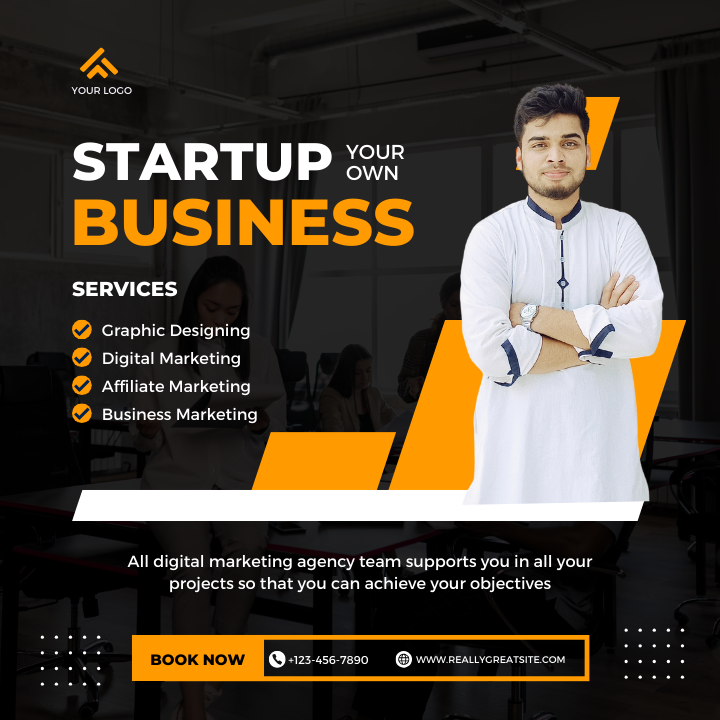 YOUR LOGO
STARTUP
YOUR
OWN
BUSINESS
SERVICES
Graphic Designing
Digital Marketing
Affiliate Marketing
Business Marketing
All digital marketing agency team supports you in all your
projects so that you can achieve your objectives
BOOK NOW
+123-456-7890
WWW.REALLYGREATSITE.COM